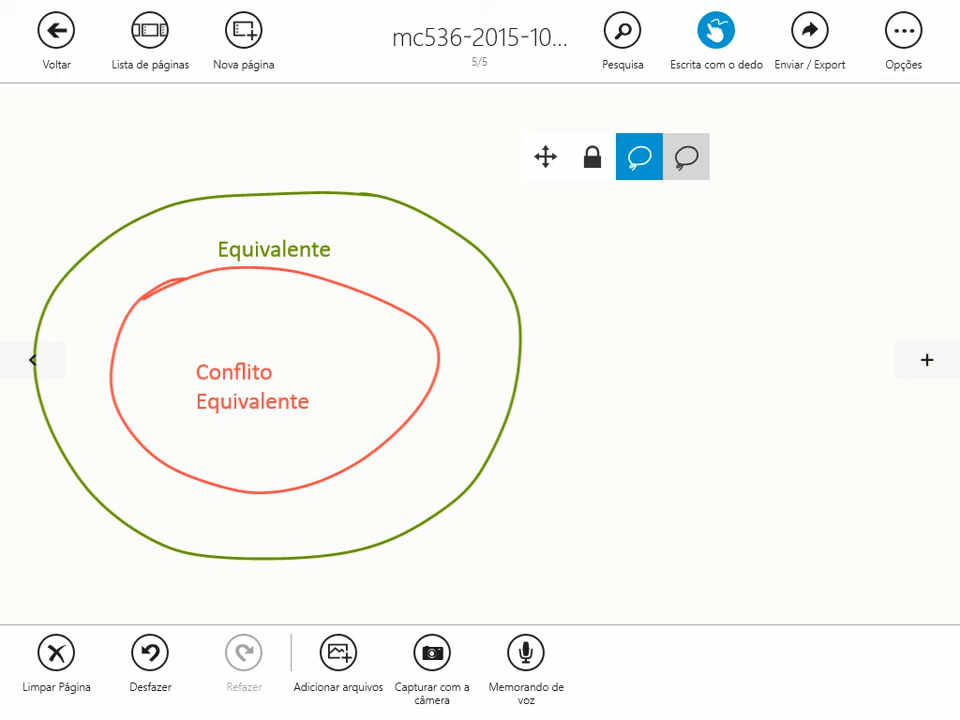 mc536-2015-10...
5/5
Voltar
Lista de páginas
Nova página
Pesquisa
Escrita com o dedo
Enviar / Export
Opções
Equivalente
Conflito
Equivalente
Limpar Página
Desfazer
Refazer
Adicionar arquivos
Capturar com a
câmera
Memorando de
voz